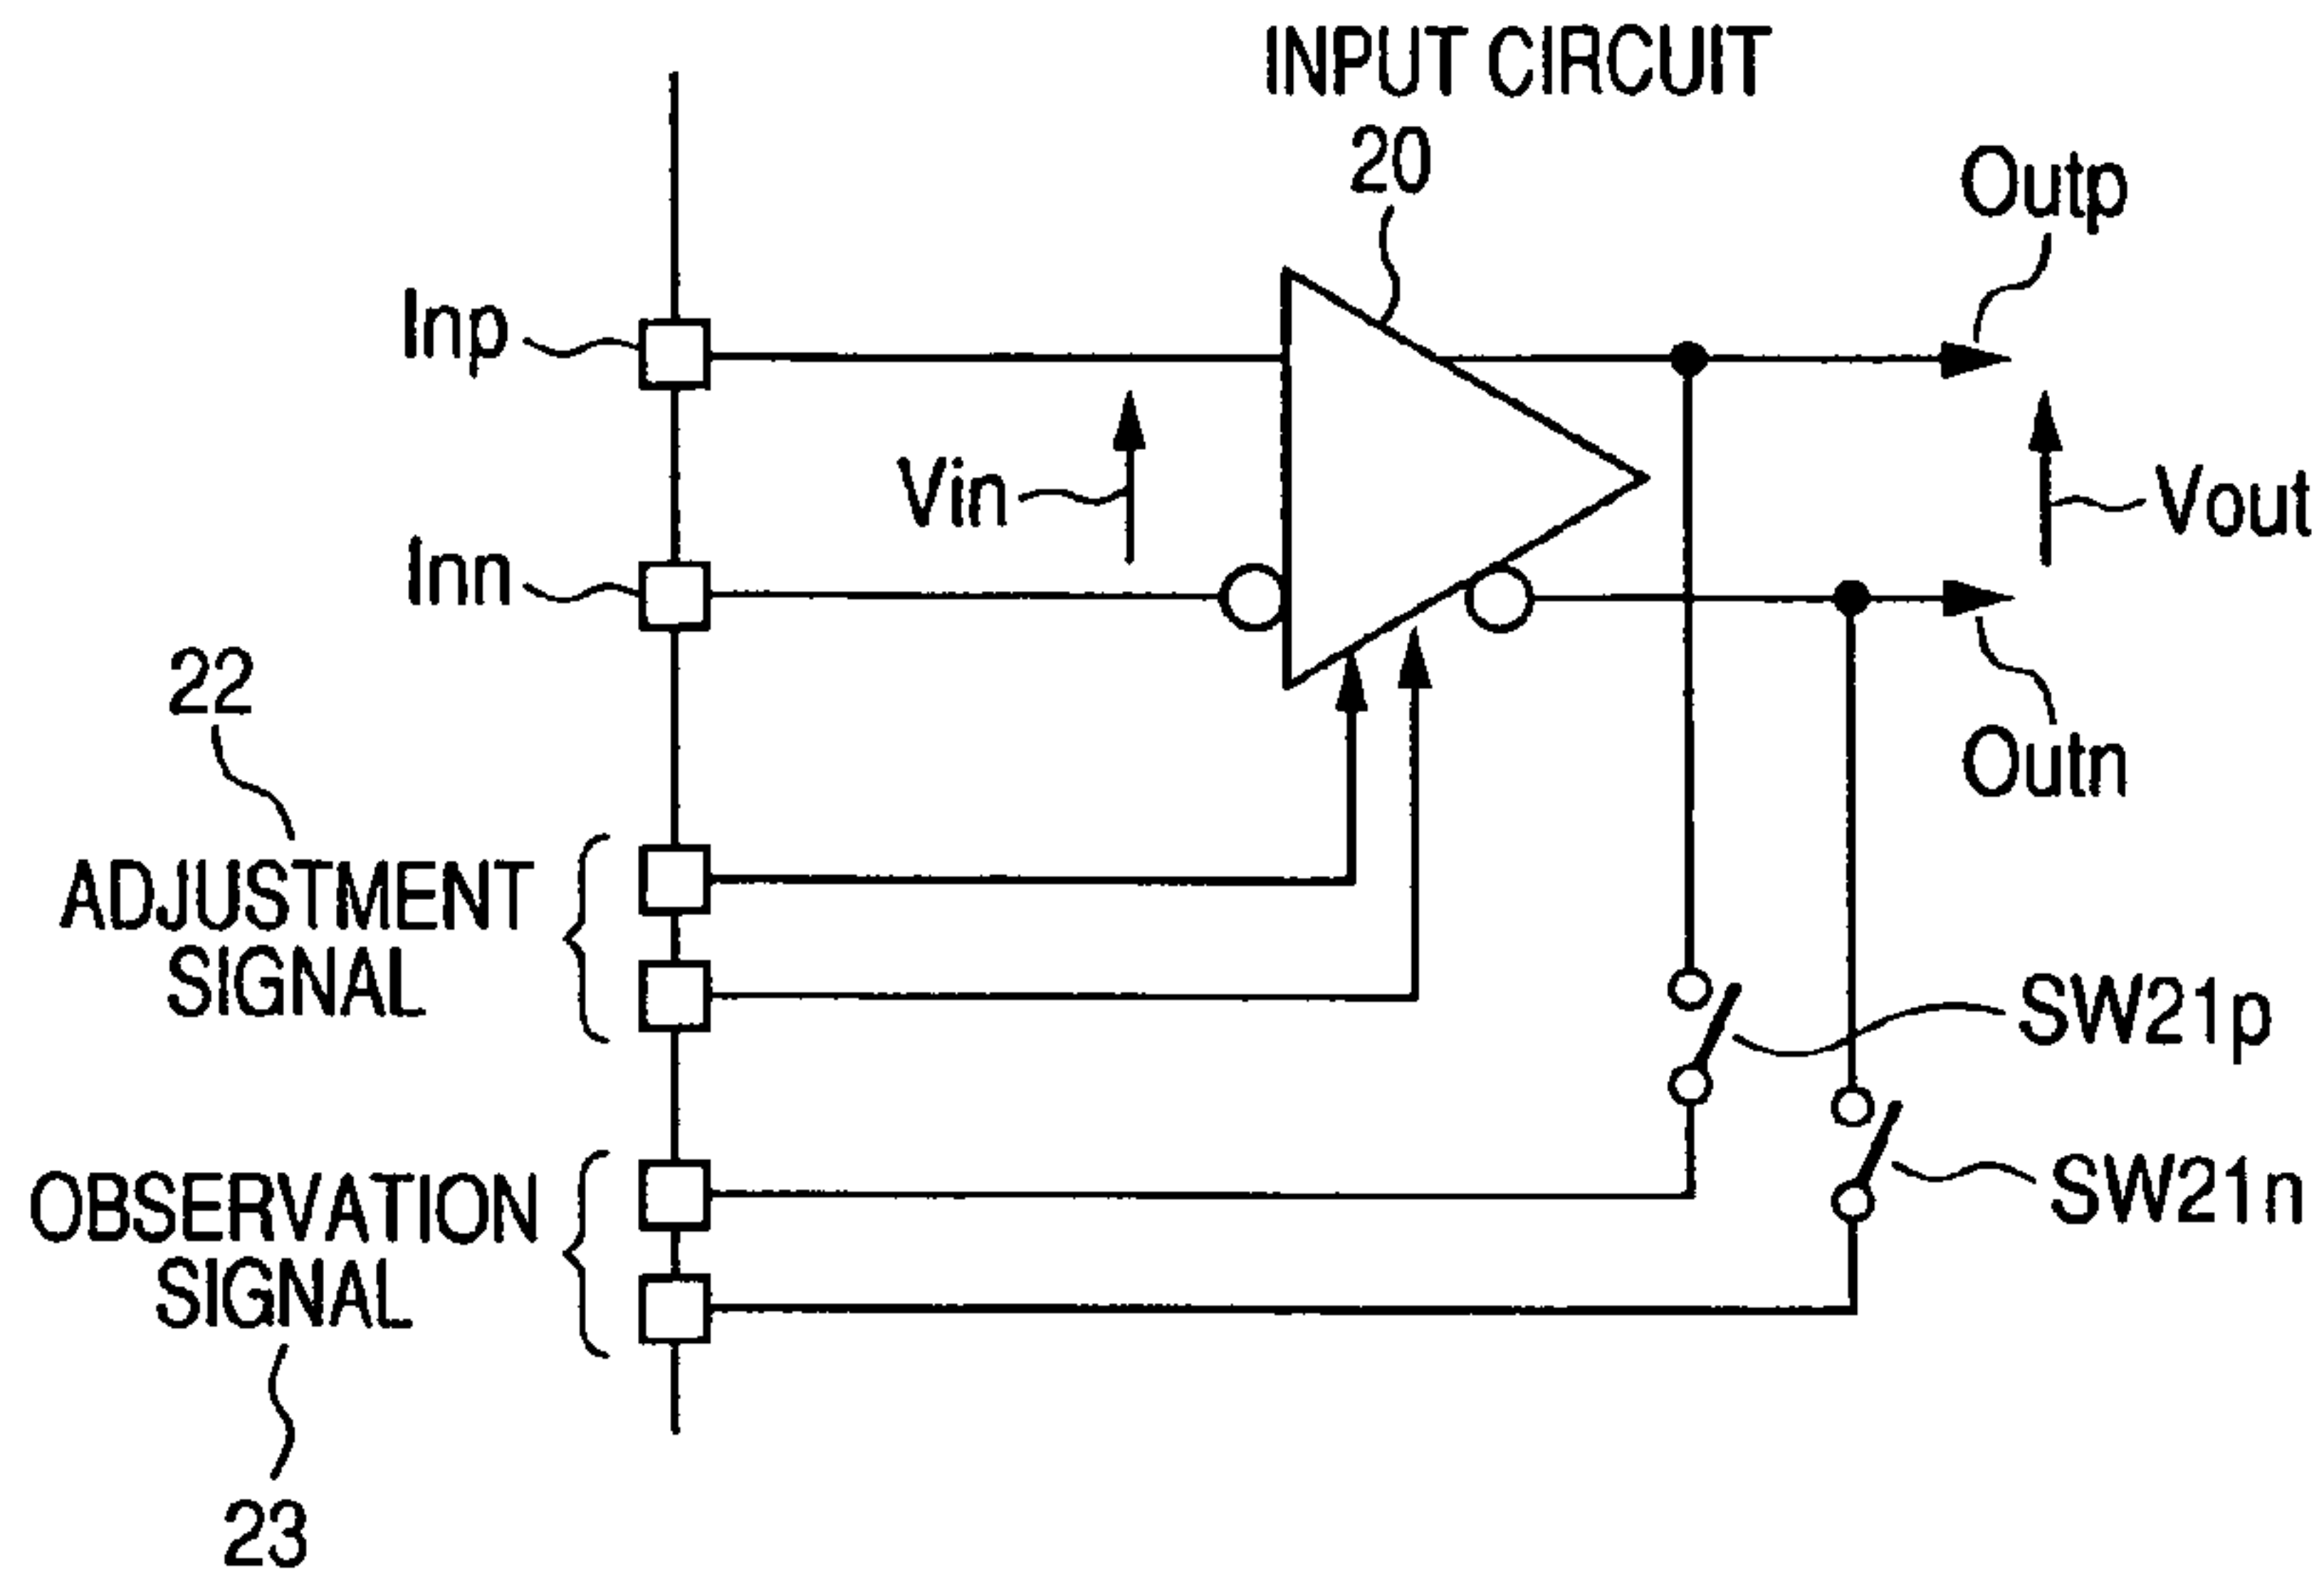 INPUT CIRCUIT
20
Outp
Inp
Vin
Vout
Inn
22
Outn
ADJUSTMENT
SIGNAL
SW21p
OBSERVATION
SIGNAL
SW21n
23